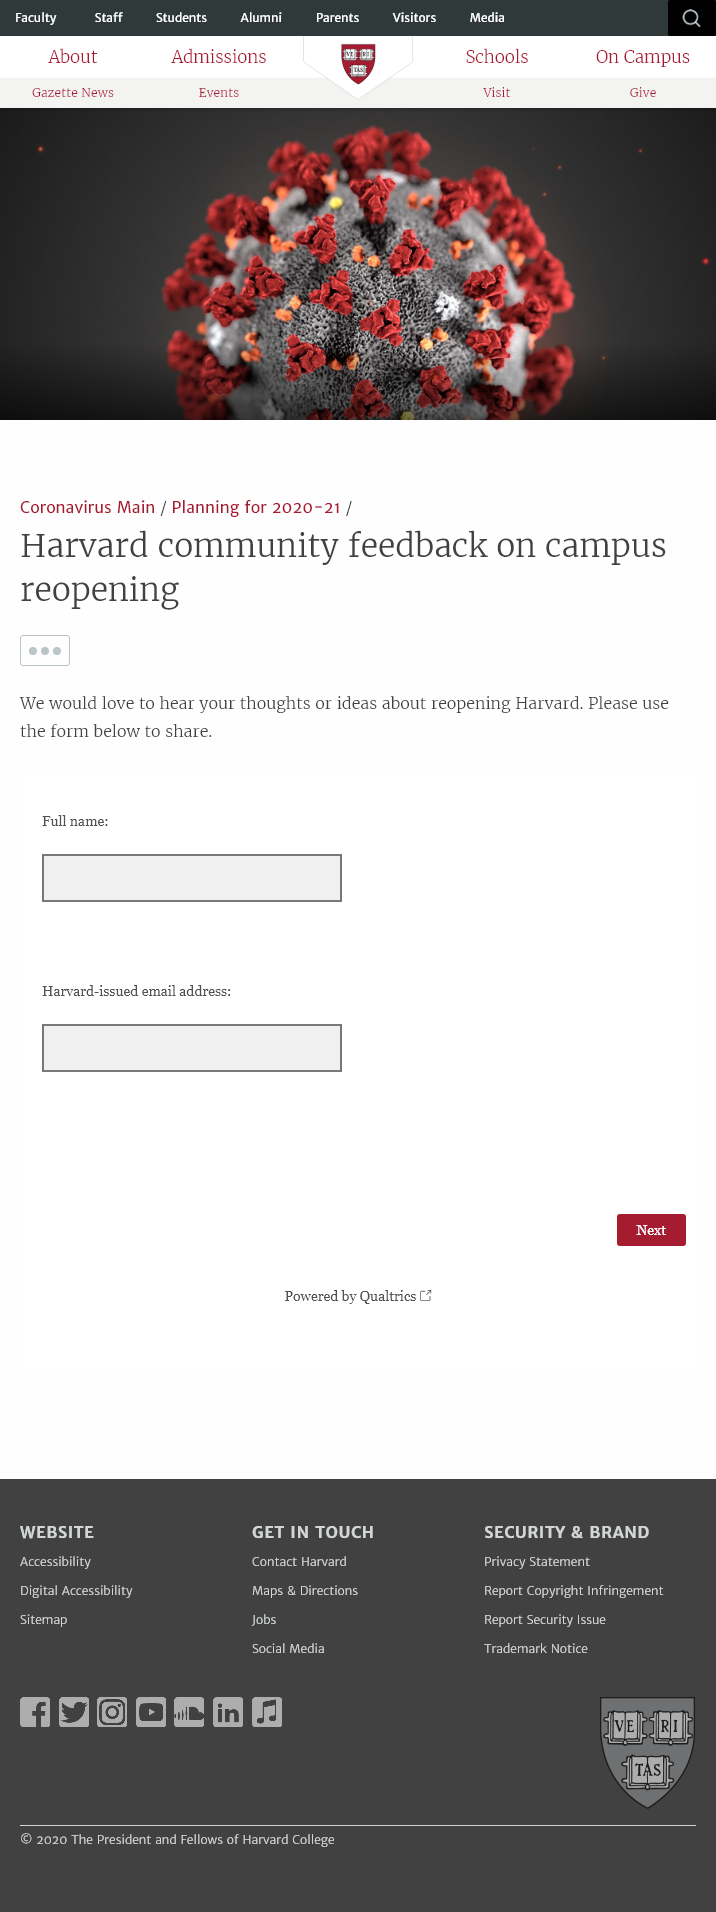 Faculty Staff Students Alumni Parents Visitors Media
About Admissions Schools On Campus
VE RI
TAS
Gazette News Events Visit Give
Coronavirus Main / Planning for 2020-21 /
Harvard community feedback on campus
reopening
We would love to hear your thoughts or ideas about reopening Harvard. Please use
the form below to share.
Full name:
Harvard-issued email address:
Next
Powered by Qualtrics
WEBSITE
Accessibility
Digital Accessibility
Sitemap
GET IN TOUCH
Contact Harvard
Maps & Directions
Jobs
Social Media
SECURITY & BRAND
Privacy Statement
Report Copyright Infringement
Report Security Issue
Trademark Notice
VE RI
TAS
© 2020 The President and Fellows of Harvard College